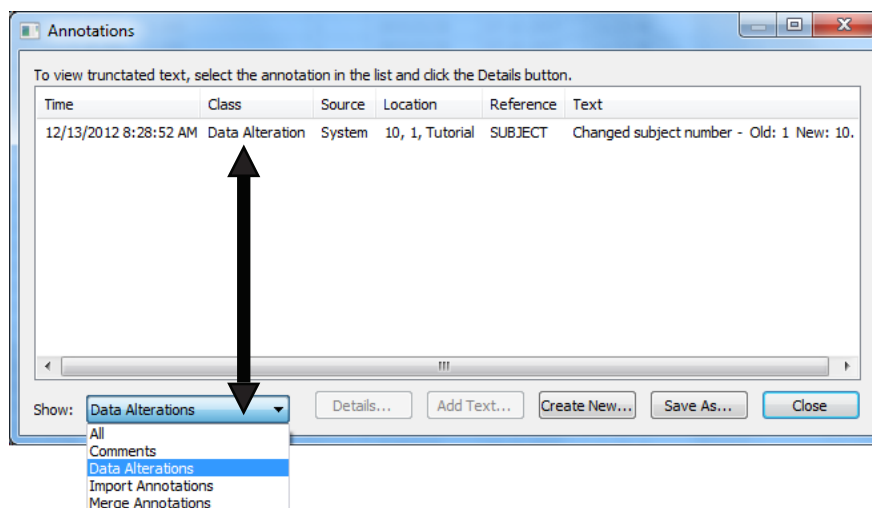 Annotations
To view trunctated text, select the annotation in the list and click the Details button.
Time Class Source Location Reference Text
12/13/2012 8:28:52 AM Data Alteration System 10, 1, Tutorial SUBJECT Changed subject number - Old: 1 New: 10.
Show: Data Alterations Details... Add Text... Create New... Save As... Close
All
Comments
Data Alterations
Import Annotations
Merge Annotations